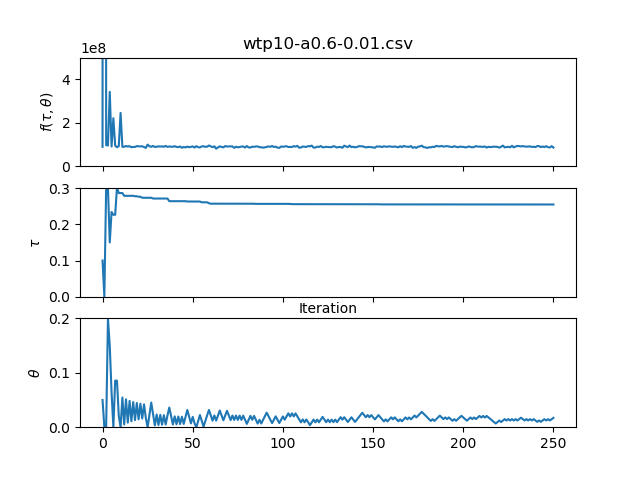 wtp10-a0.6-0.01.csv
1e8
4
2
0
f(τ, θ)
0.3
0.2
0.1
0.0
τ
Iteration
0.2
0.1
0.0
θ
0 50 100 150 200 250